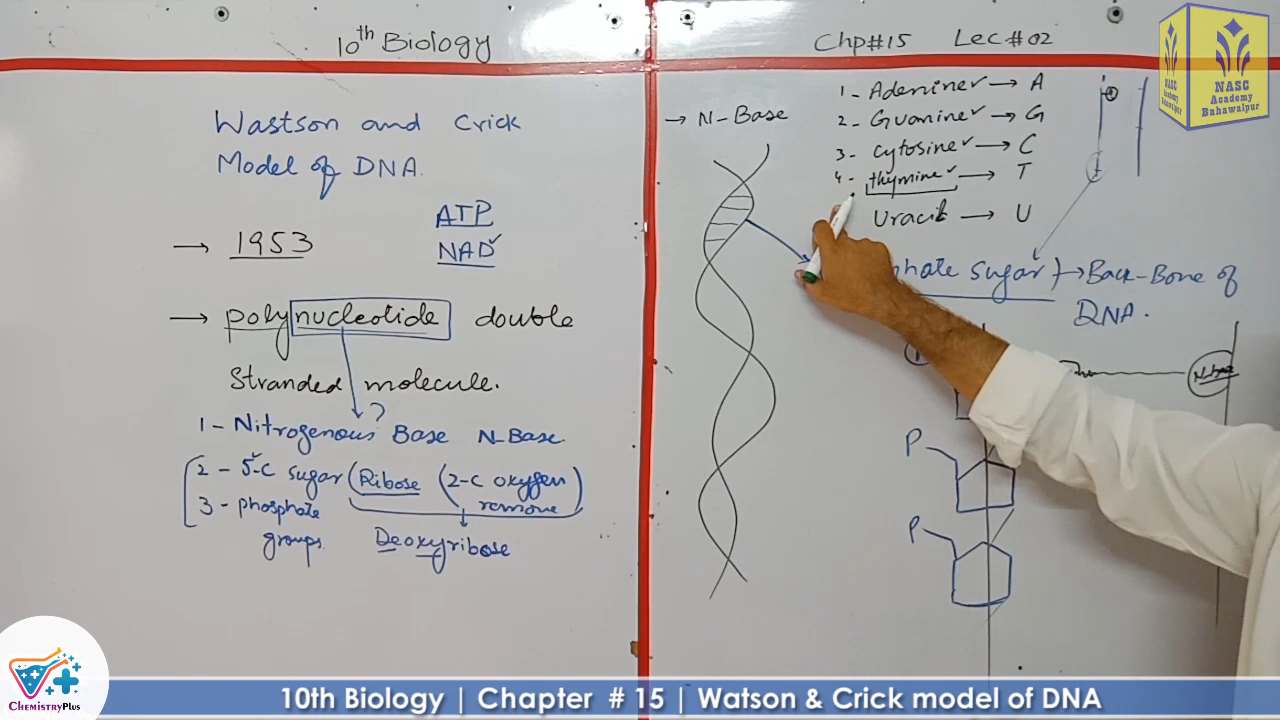 10th Biology
Wastson and Crick
Model of DNA.
→ 1953
ATP
NAD✓
→ polynucleotide double
Stranded molecule.
?
1- Nitrogenous Base N-Base.
2 - 5-C sugar (Ribose (2-C oxygen
remove)
3 - phosphate
groups.
Deoxyribose
Chp#15 Lec#02
→ N-Base
1- Adenine✓ → A
2- Guanine✓ → G
3- Cytosine✓ → C
4- thymine✓ → T
Uracil → U
hate sugar) → Back-Bone of
DNA.
N-base
P
P
NASC
Academy
Bahawalpur
ChemistryPlus
10th Biology | Chapter # 15 | Watson & Crick model of DNA